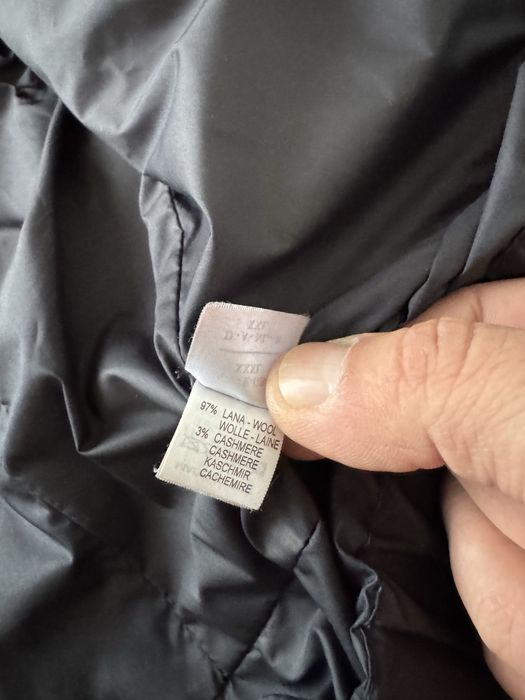 97% LANA - WOOL
WOLLE - LAINE
3% CASHMERE
CASHMERE
KASCHMIR
CACHEMIRE